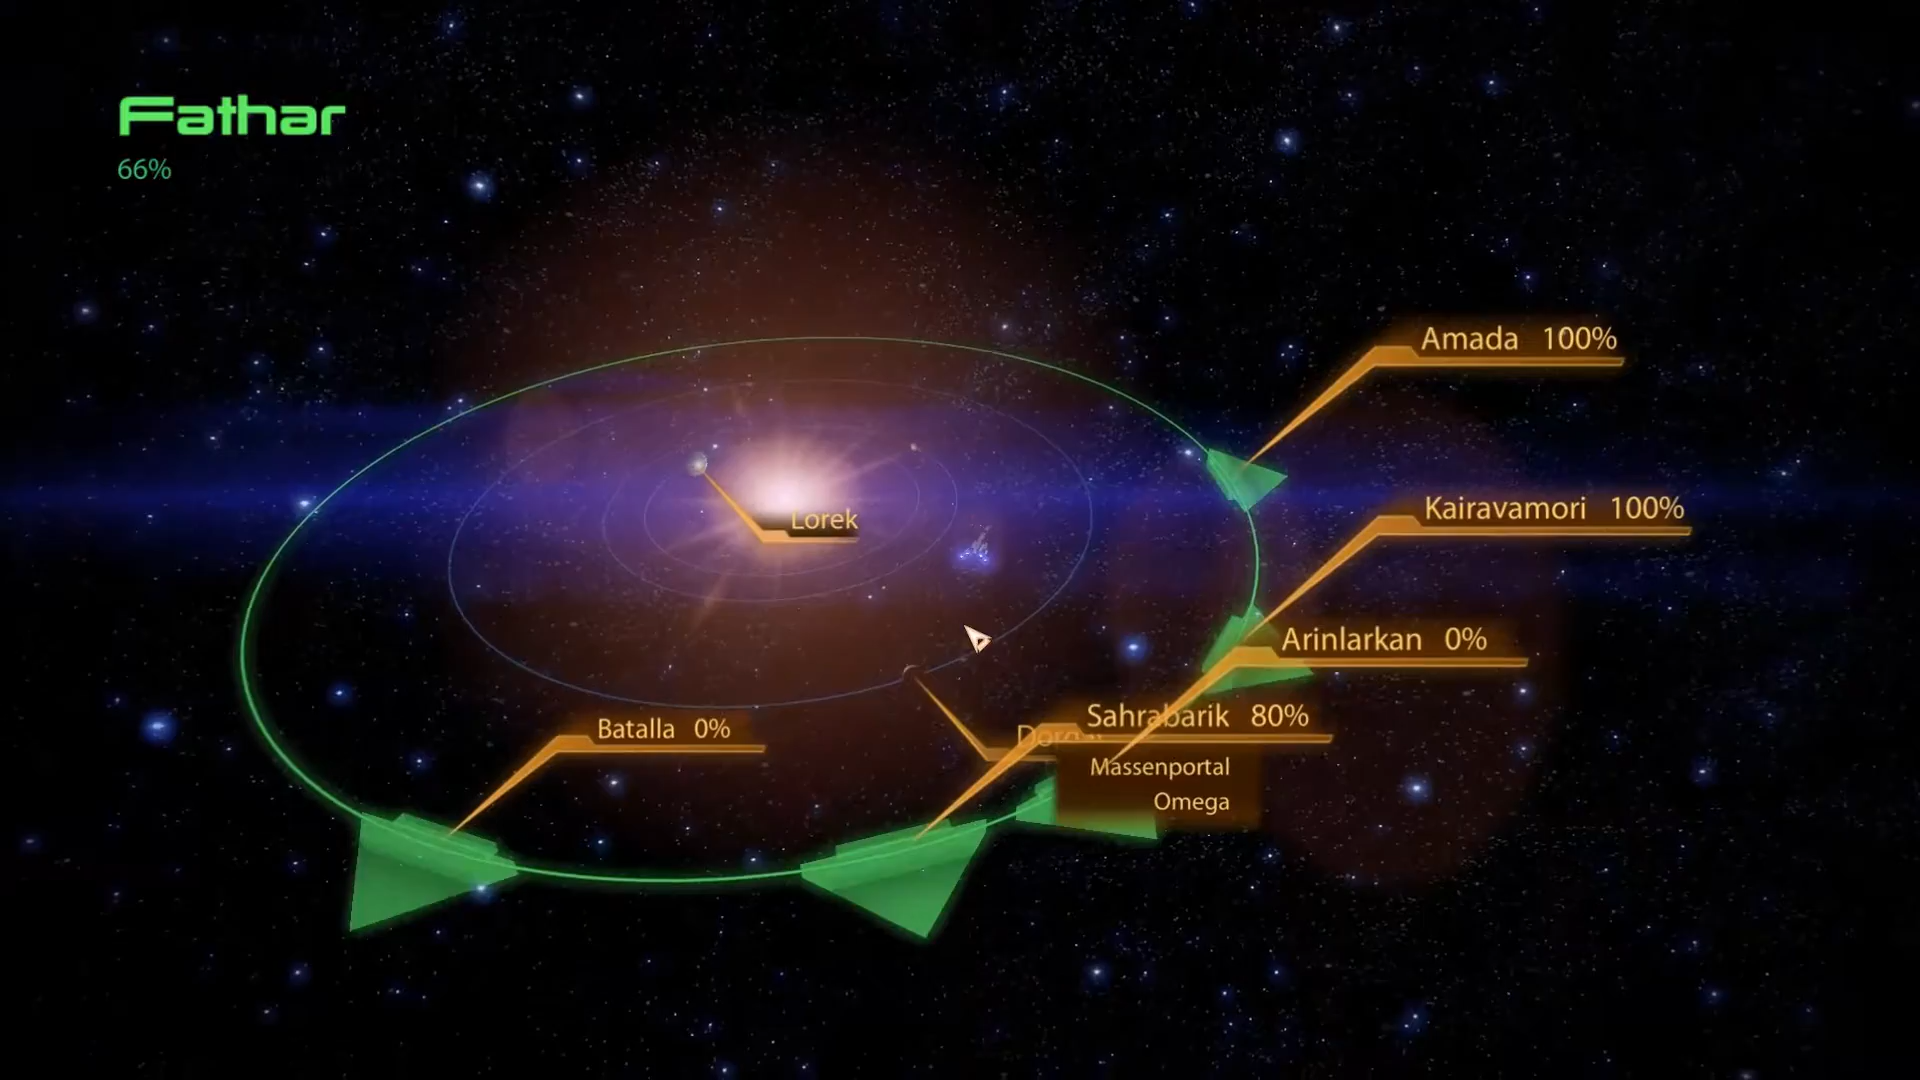 Fathar
66%
Amada 100%
Kairavamori 100%
Lorek
Arinlarkan 0%
Sahrabarik 80%
Batalla 0%
Massenportal
Omega